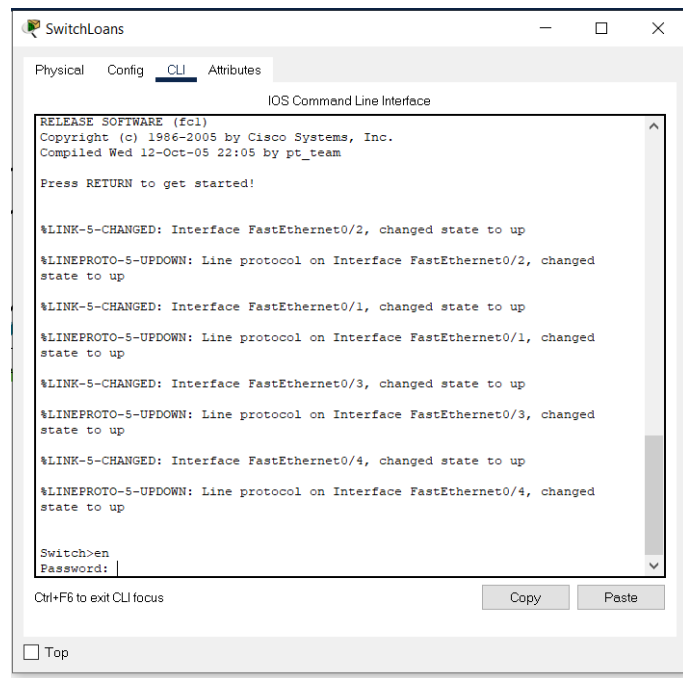 SwitchLoans
Physical Config CLI Attributes
IOS Command Line Interface
RELEASE SOFTWARE (fc1)
Copyright (c) 1986-2005 by Cisco Systems, Inc.
Compiled Wed 12-Oct-05 22:05 by pt_team
Press RETURN to get started!
%LINK-5-CHANGED: Interface FastEthernet0/2, changed state to up
%LINEPROTO-5-UPDOWN: Line protocol on Interface FastEthernet0/2, changed
state to up
%LINK-5-CHANGED: Interface FastEthernet0/1, changed state to up
%LINEPROTO-5-UPDOWN: Line protocol on Interface FastEthernet0/1, changed
state to up
%LINK-5-CHANGED: Interface FastEthernet0/3, changed state to up
%LINEPROTO-5-UPDOWN: Line protocol on Interface FastEthernet0/3, changed
state to up
%LINK-5-CHANGED: Interface FastEthernet0/4, changed state to up
%LINEPROTO-5-UPDOWN: Line protocol on Interface FastEthernet0/4, changed
state to up
Switch>en
Password:
Ctrl+F6 to exit CLI focus
Copy Paste
Top